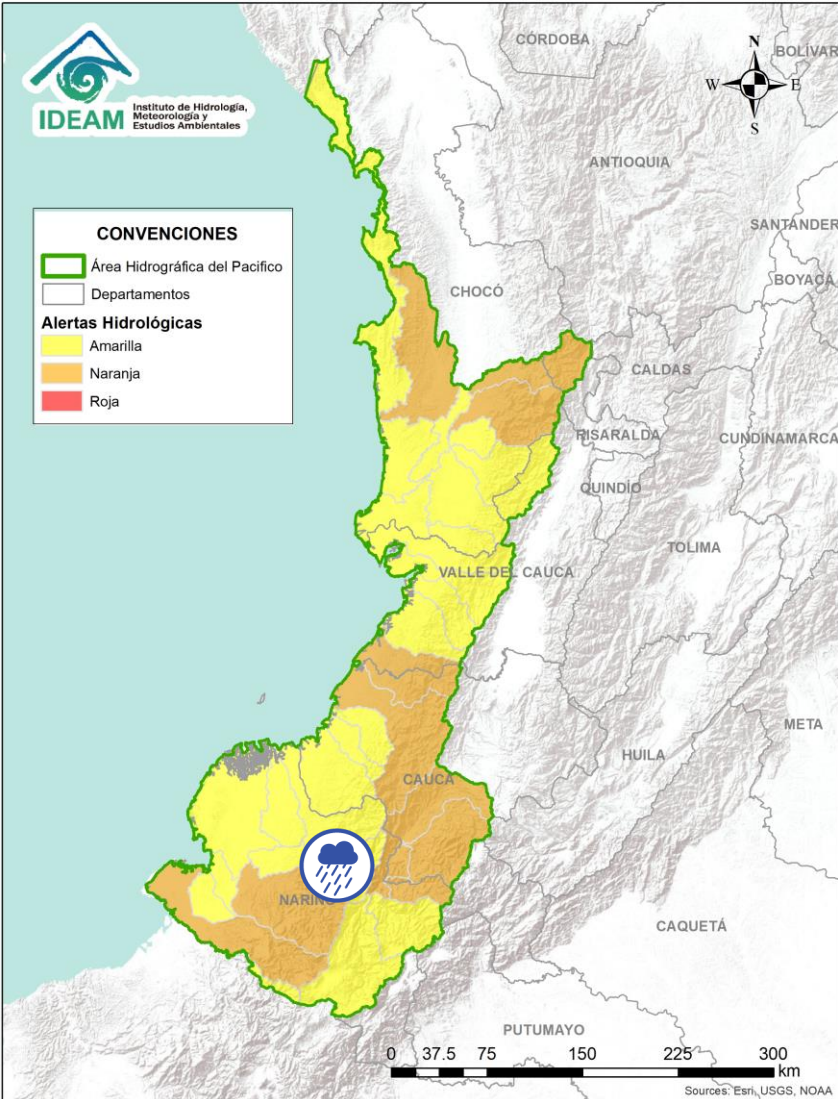 IDEAM
Instituto de Hidrología,
Meteorología y
Estudios Ambientales
CÓRDOBA
BOLÍVAR
N
W
E
S
ANTIOQUIA
SANTANDER
CONVENCIONES
Área Hidrográfica del Pacifico
Departamentos
Alertas Hidrológicas
Amarilla
Naranja
Roja
BOYACÁ
CHOCÓ
CALDAS
RISARALDA
CUNDINAMARCA
QUINDÍO
TOLIMA
VALLE DEL CAUCA
META
HUILA
CAUCA
NARIÑO
CAQUETÁ
PUTUMAYO
0 37.5 75 150 225 300
km
Sources: Esri, USGS, NOAA